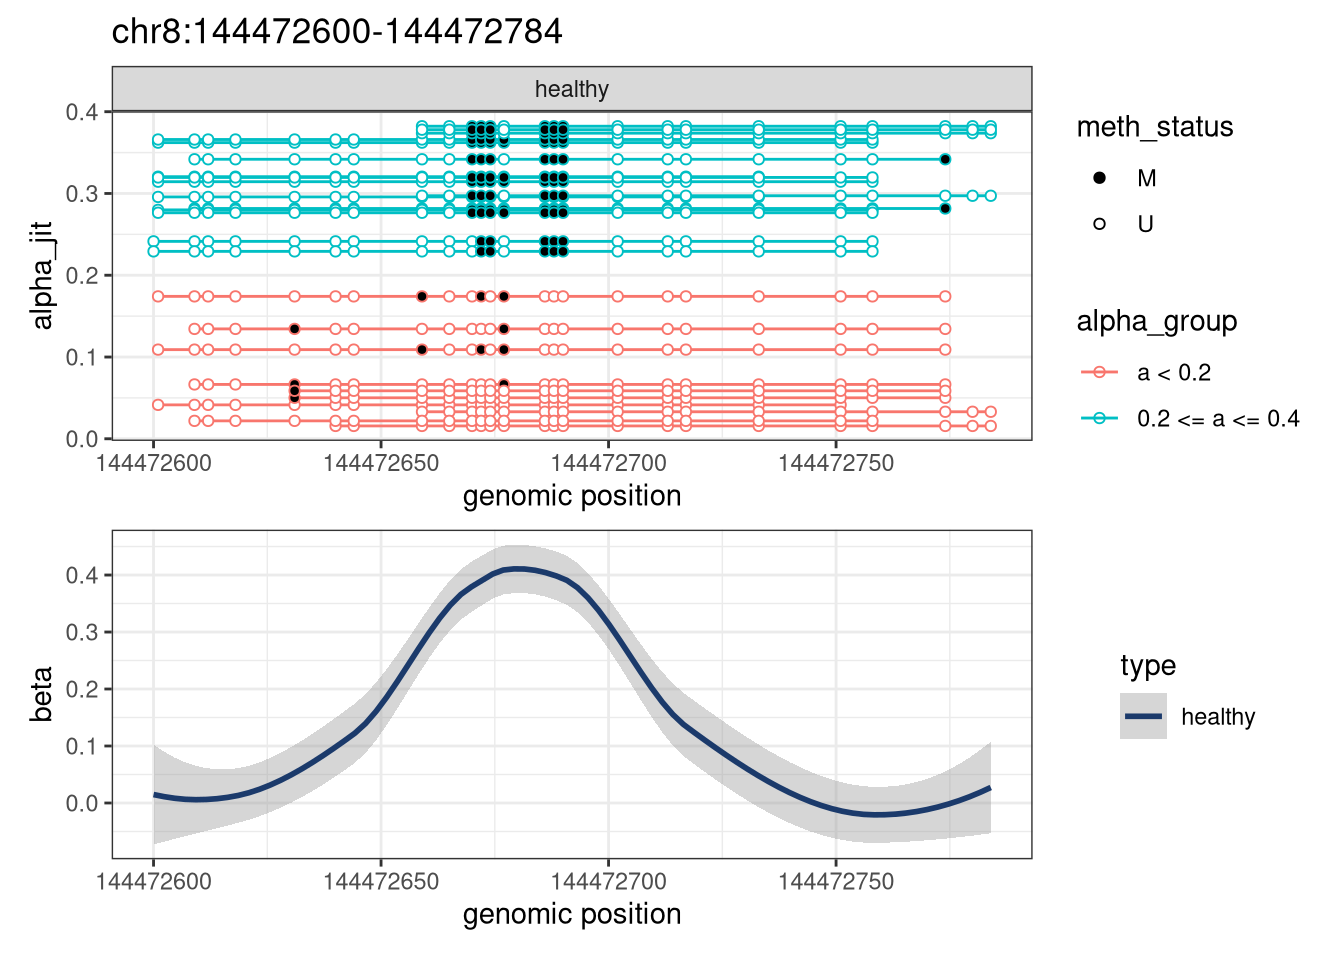 chr8:144472600-144472784
healthy
0.4
0.3
0.2
0.1
0.0
alpha_jit
144472600 144472650 144472700 144472750
genomic position
meth_status
M
U
alpha_group
a < 0.2
0.2 <= a <= 0.4
0.4
0.3
0.2
0.1
0.0
beta
144472600 144472650 144472700 144472750
genomic position
type
healthy